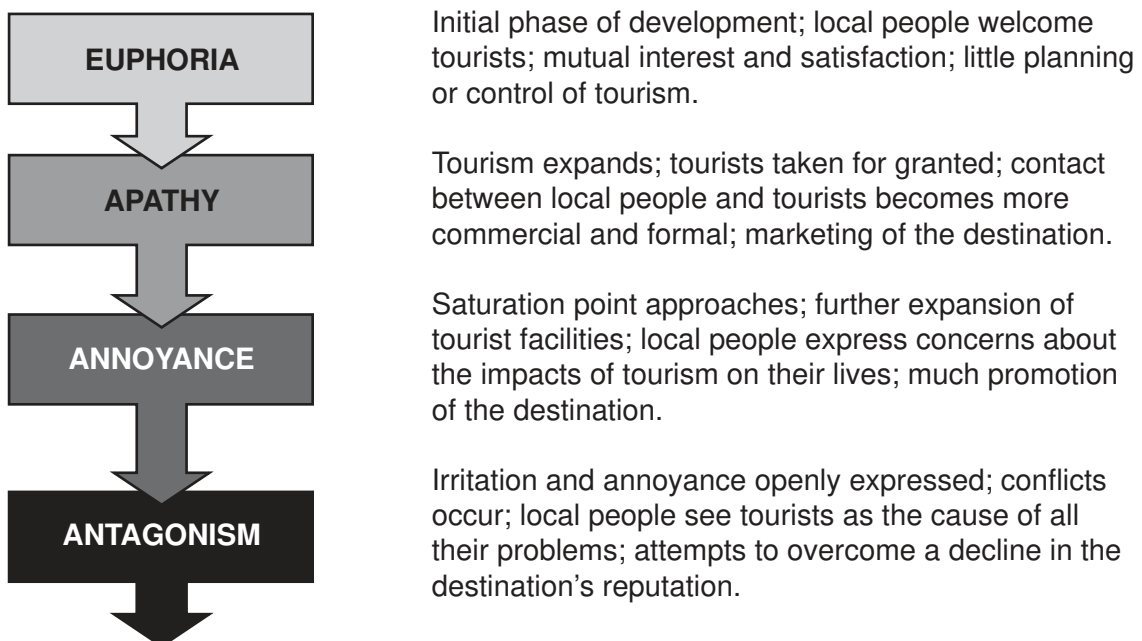 EUPHORIA
Initial phase of development; local people welcome
tourists; mutual interest and satisfaction; little planning
or control of tourism.
APATHY
Tourism expands; tourists taken for granted; contact
between local people and tourists becomes more
commercial and formal; marketing of the destination.
ANNOYANCE
Saturation point approaches; further expansion of
tourist facilities; local people express concerns about
the impacts of tourism on their lives; much promotion
of the destination.
ANTAGONISM
Irritation and annoyance openly expressed; conflicts
occur; local people see tourists as the cause of all
their problems; attempts to overcome a decline in the
destination’s reputation.